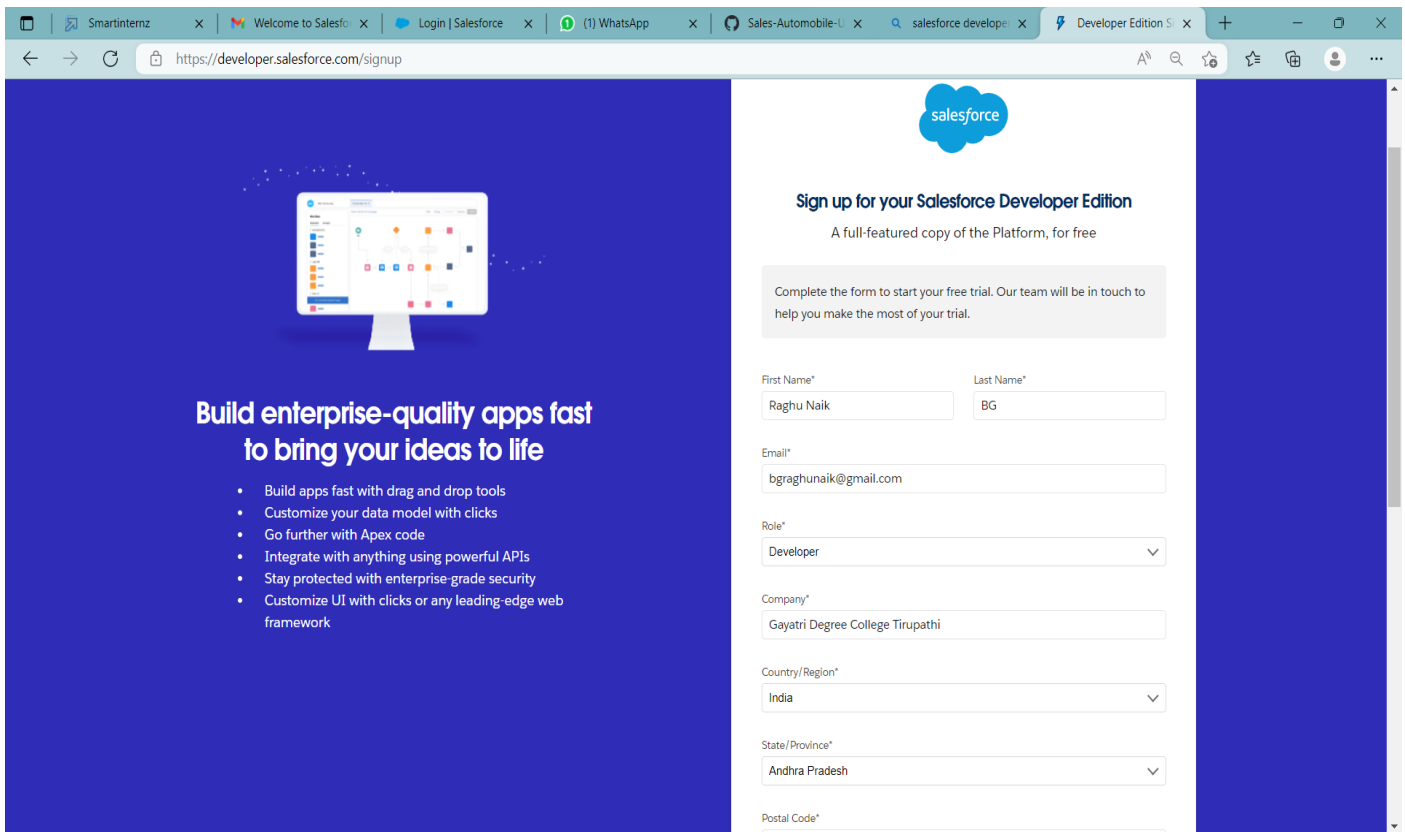 Smartinternz
Welcome to Salesfo
Login | Salesforce
(1) WhatsApp
Sales-Automobile-U
salesforce developer
Developer Edition Si
https://developer.salesforce.com/signup
salesforce
Sign up for your Salesforce Developer Edition
A full-featured copy of the Platform, for free
Complete the form to start your free trial. Our team will be in touch to
help you make the most of your trial.
First Name*
Last Name*
Raghu Naik
BG
Email*
bgraghunaik@gmail.com
Role*
Developer
Company*
Gayatri Degree College Tirupathi
Country/Region*
India
State/Province*
Andhra Pradesh
Postal Code*
Build enterprise-quality apps fast
to bring your ideas to life
• Build apps fast with drag and drop tools
• Customize your data model with clicks
• Go further with Apex code
• Integrate with anything using powerful APIs
• Stay protected with enterprise-grade security
• Customize UI with clicks or any leading-edge web
framework